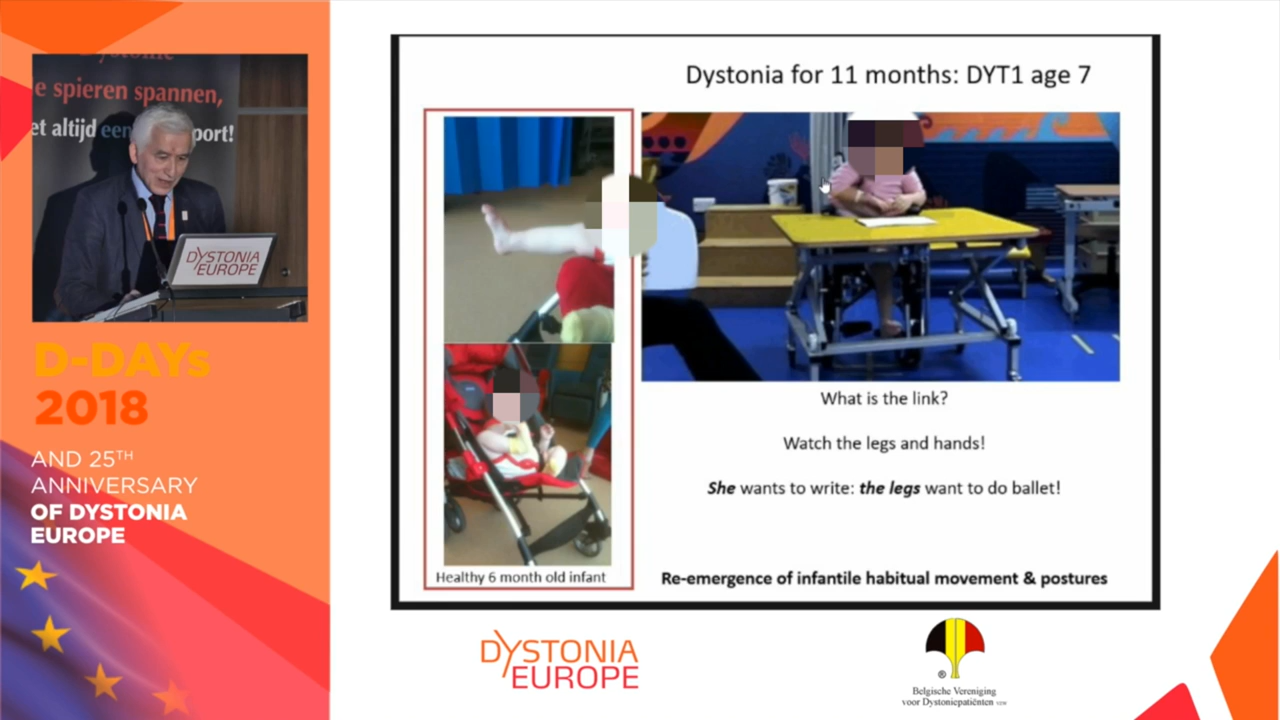 Dystonie
e spieren spannen,
et altijd een
oort!
DYSTONIA
EUROPE
D-DAYs
2018
AND 25TH
ANNIVERSARY
OF DYSTONIA
EUROPE
Dystonia for 11 months: DYT1 age 7
Healthy 6 month old infant
What is the link?
Watch the legs and hands!
She wants to write: the legs want to do ballet!
Re-emergence of infantile habitual movement & postures
DYSTONIA
EUROPE
®
Belgische Vereniging
voor Dystoniepatiënten vzw